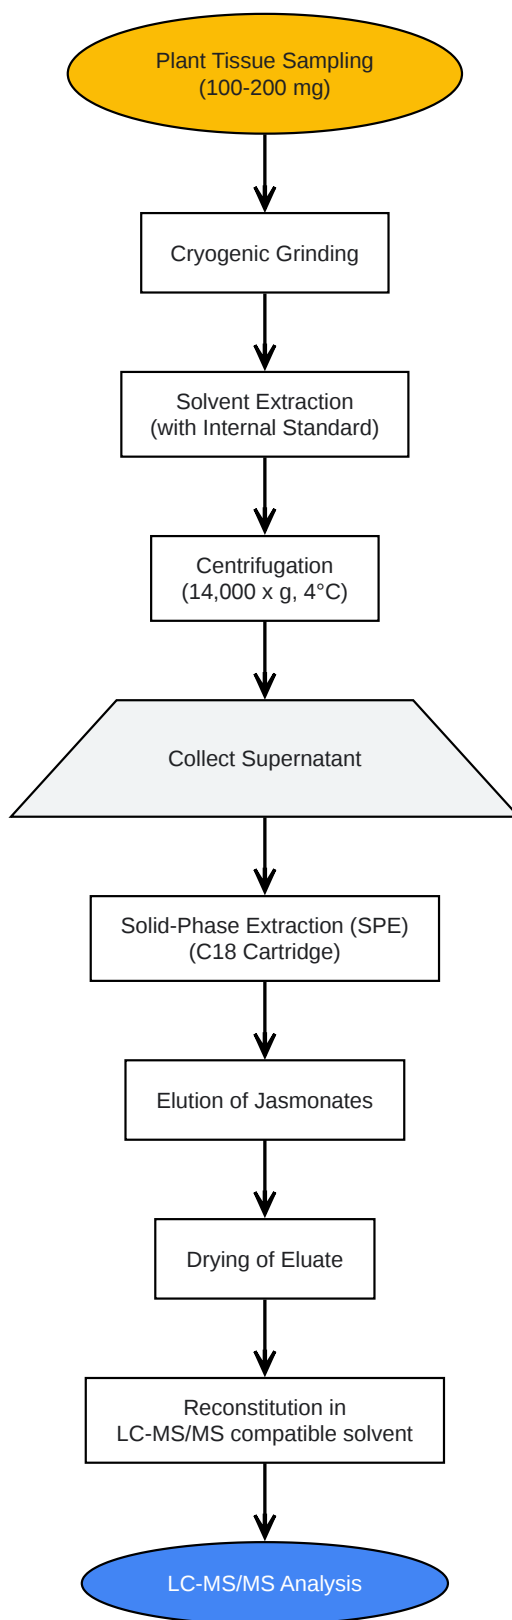 Plant Tissue Sampling
(100-200 mg)
Cryogenic Grinding
Solvent Extraction
(with Internal Standard)
Centrifugation
(14,000 x g, 4°C)
Collect Supernatant
Solid-Phase Extraction (SPE)
(C18 Cartridge)
Elution of Jasmonates
Drying of Eluate
Reconstitution in
LC-MS/MS compatible solvent
LC-MS/MS Analysis